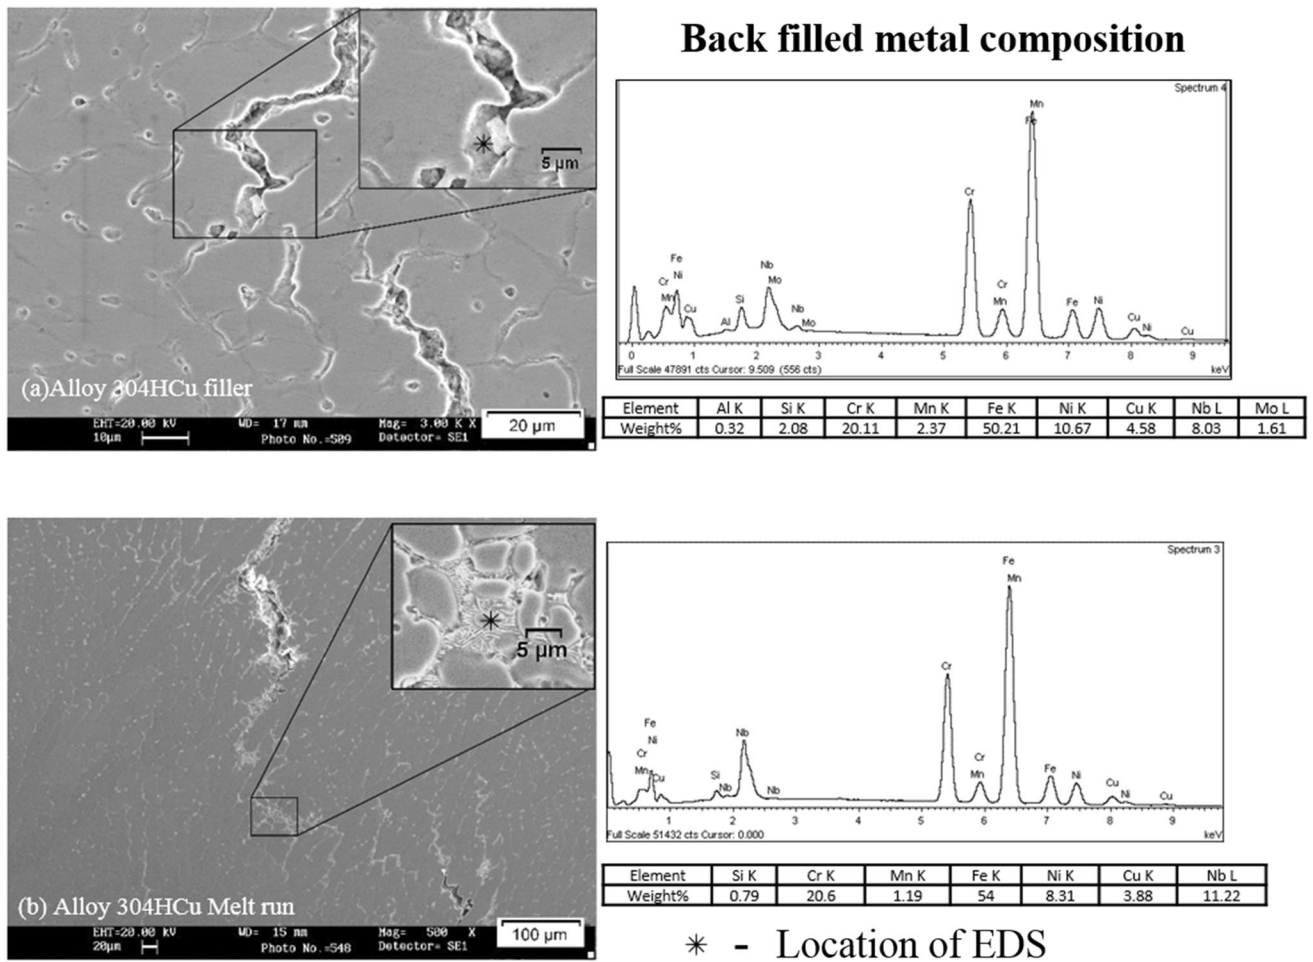 Back filled metal composition
5 µm
(a)Alloy 304HCu filler
EHT=20.00 kV WD= 17 mm Mag= 3.00 K X
10µm Photo No.=509 Detector= SE1
20 µm
Spectrum 4
Mn
Fe
Cr
Fe
Ni
Cr
Mn
Cu
Al
Si
Nb
Mo
Nb
Mo
Cr
Mn
Fe
Ni
Cu
Ni
Cu
0 1 2 3 4 5 6 7 8 9
Full Scale 47891 cts Cursor: 9.509 (556 cts) keV
Element Al K Si K Cr K Mn K Fe K Ni K Cu K Nb L Mo L
Weight% 0.32 2.08 20.11 2.37 50.21 10.67 4.58 8.03 1.61
5 µm
(b) Alloy 304HCu Melt run
EHT=20.00 kV WD= 15 mm Mag= 500 X
20µm Photo No.=548 Detector= SE1
100 µm
Spectrum 3
Fe
Mn
Cr
Fe
Ni
Cr
Mn
Cu
Si
Nb
Nb
Nb
Cr
Mn
Fe
Ni
Cu
Ni
Cu
1 2 3 4 5 6 7 8 9
Full Scale 51432 cts Cursor: 0.000 keV
Element Si K Cr K Mn K Fe K Ni K Cu K Nb L
Weight% 0.79 20.6 1.19 54 8.31 3.88 11.22
* - Location of EDS